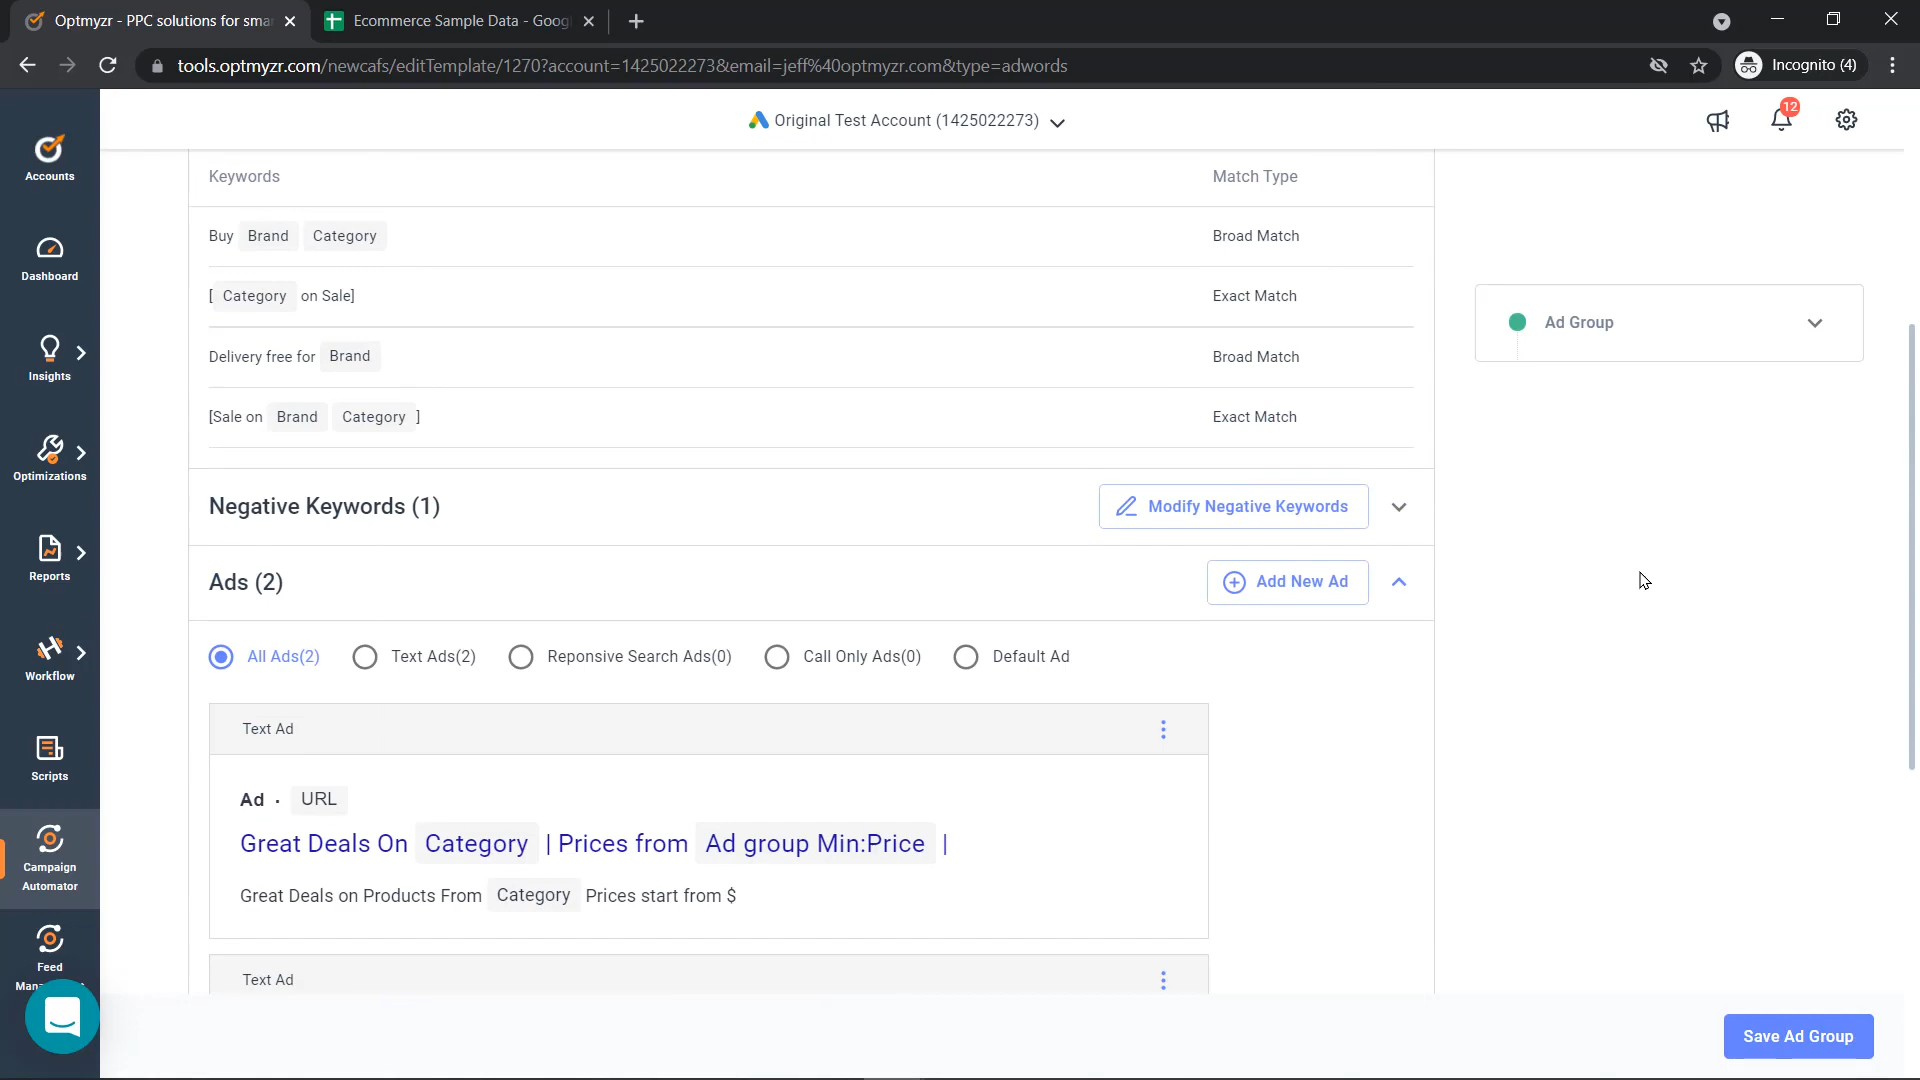 Optmyzr - PPC solutions for sma
Ecommerce Sample Data - Goog
tools.optmyzr.com/newcafs/editTemplate/1270?account=1425022273&email=jeff%40optmyzr.com&type=adwords
Incognito (4)
Original Test Account (1425022273)
12
Accounts
Dashboard
Insights
Optimizations
Reports
Workflow
Scripts
Campaign
Automator
Feed
Keywords
Match Type
Buy Brand Category
Broad Match
[ Category on Sale]
Exact Match
Delivery free for Brand
Broad Match
[Sale on Brand Category ]
Exact Match
Ad Group
Negative Keywords (1)
Modify Negative Keywords
Ads (2)
Add New Ad
All Ads(2)
Text Ads(2)
Reponsive Search Ads(0)
Call Only Ads(0)
Default Ad
Text Ad
Ad · URL
Great Deals On Category | Prices from Ad group Min:Price |
Great Deals on Products From Category Prices start from $
Text Ad
Save Ad Group